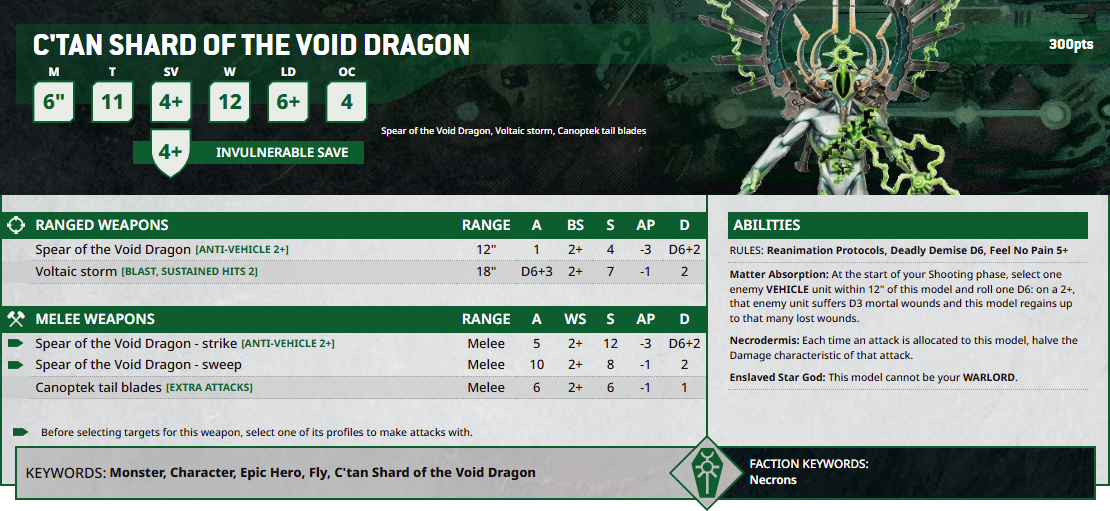 C'TAN SHARD OF THE VOID DRAGON
300pts
M T SV W LD OC
6" 11 4+ 12 6+ 4
Spear of the Void Dragon, Voltaic storm, Canoptek tail blades
4+ INVULNERABLE SAVE
RANGED WEAPONS RANGE A BS S AP D
Spear of the Void Dragon [ANTI-VEHICLE 2+] 12" 1 2+ 4 -3 D6+2
Voltaic storm [BLAST, SUSTAINED HITS 2] 18" D6+3 2+ 7 -1 2
MELEE WEAPONS RANGE A WS S AP D
Spear of the Void Dragon - strike [ANTI-VEHICLE 2+] Melee 5 2+ 12 -3 D6+2
Spear of the Void Dragon - sweep Melee 10 2+ 8 -1 2
Canoptek tail blades [EXTRA ATTACKS] Melee 6 2+ 6 -1 1
Before selecting targets for this weapon, select one of its profiles to make attacks with.
ABILITIES
RULES: Reanimation Protocols, Deadly Demise D6, Feel No Pain 5+
Matter Absorption: At the start of your Shooting phase, select one
enemy VEHICLE unit within 12" of this model and roll one D6: on a 2+,
that enemy unit suffers D3 mortal wounds and this model regains up
to that many lost wounds.
Necrodermis: Each time an attack is allocated to this model, halve the
Damage characteristic of that attack.
Enslaved Star God: This model cannot be your WARLORD.
KEYWORDS: Monster, Character, Epic Hero, Fly, C'tan Shard of the Void Dragon
FACTION KEYWORDS:
Necrons